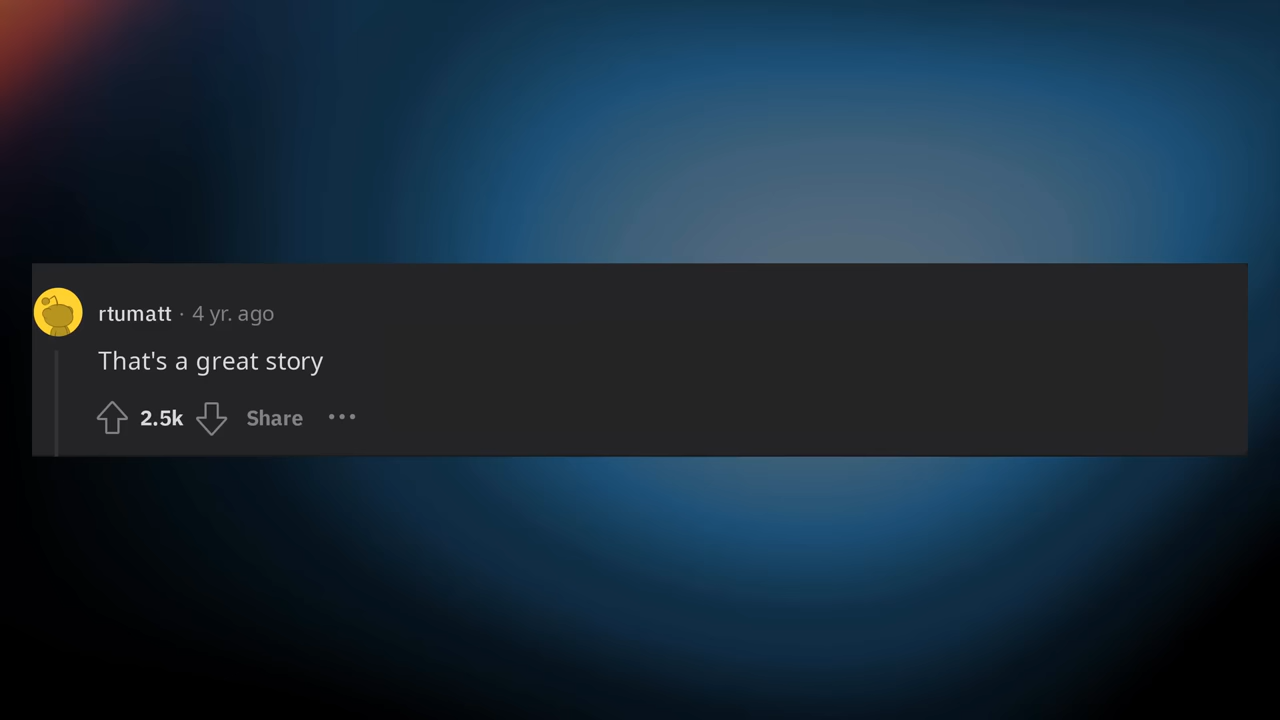 rtumatt · 4 yr. ago
That's a great story
2.5k Share •••